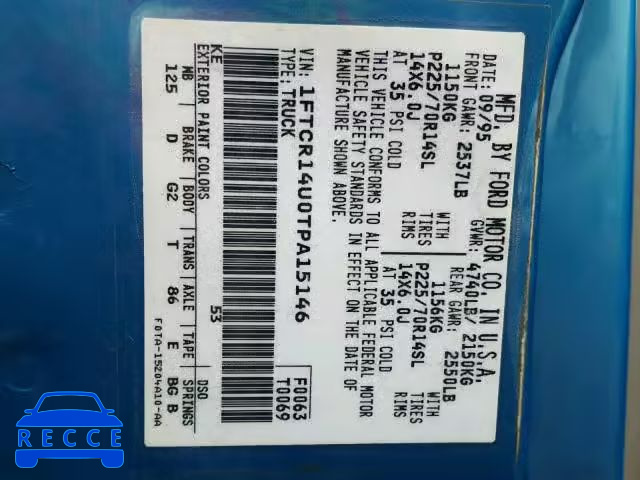 MFD. BY FORD MOTOR CO. IN U.S.A.
DATE: 09/95 GVWR: 4740LB/ 2150KG
FRONT GAWR: 2537LB REAR GAWR: 2550LB
1150KG WITH 1156KG WITH
P225/70R14SL TIRES P225/70R14SL TIRES
14X6.0J RIMS 14X6.0J RIMS
AT 35 PSI COLD AT 35 PSI COLD
THIS VEHICLE CONFORMS TO ALL APPLICABLE FEDERAL MOTOR
VEHICLE SAFETY STANDARDS IN EFFECT ON THE DATE OF
MANUFACTURE SHOWN ABOVE.
VIN: 1FTCR14U0TPA15146 F0063
TYPE: TRUCK T0069
KE 53 DSO
EXTERIOR PAINT COLORS
WB BRAKE BODY TRANS AXLE TAPE SPRINGS
125 D G2 T 86 E BG B
F0TA-15204A10-AA
RECCE